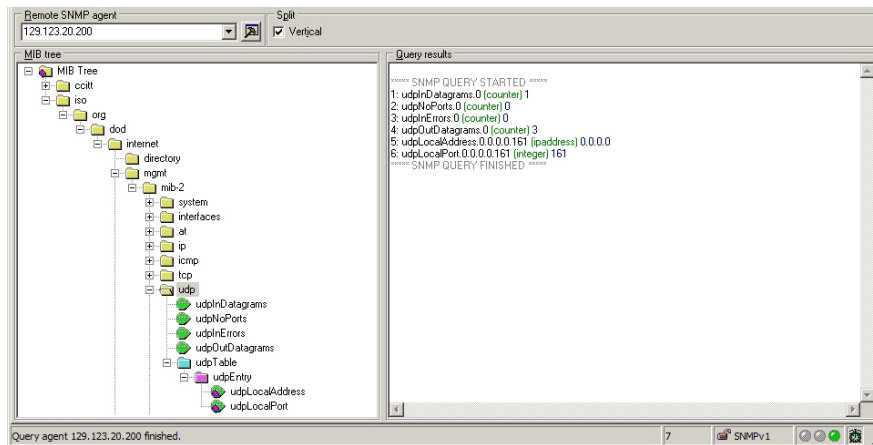 Remote SNMP agent
129.123.20.200
Split
Vertical
MIB tree
MIB Tree
ccitt
iso
org
dod
internet
directory
mgmt
mib-2
system
interfaces
at
ip
icmp
tcp
udp
udpInDatagrams
udpNoPorts
udpInErrors
udpOutDatagrams
udpTable
udpEntry
udpLocalAddress
udpLocalPort
Query results
***** SNMP QUERY STARTED *****
1: udpInDatagrams.0 (counter) 1
2: udpNoPorts.0 (counter) 0
3: udpInErrors.0 (counter) 0
4: udpOutDatagrams.0 (counter) 3
5: udpLocalAddress.0.0.0.0.161 (ipaddress) 0.0.0.0
6: udpLocalPort.0.0.0.0.161 (integer) 161
***** SNMP QUERY FINISHED *****
Query agent 129.123.20.200 finished.
7
SNMPv1